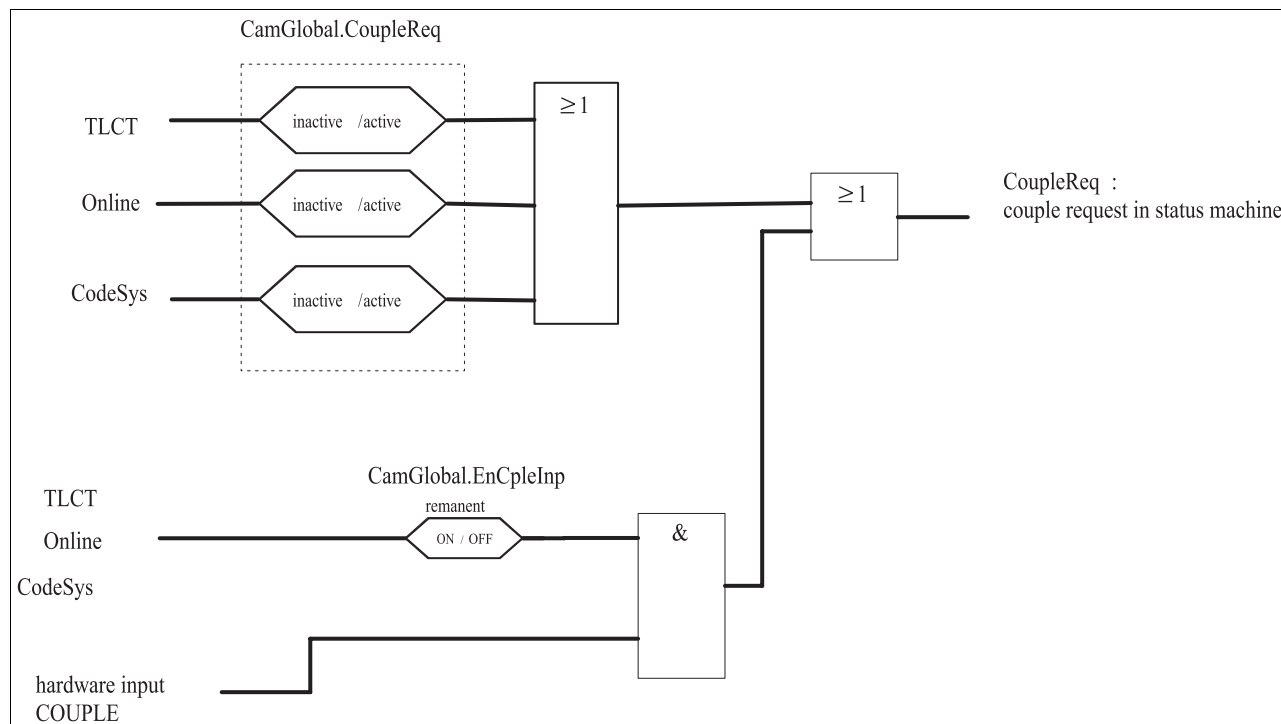 CamGlobal.CoupleReq
TLCT
inactive /active
≥1
Online
inactive /active
≥1
CoupleReq :
couple request in status machine
CodeSys
inactive /active
CamGlobal.EnCpleInp
remanent
TLCT
Online
ON / OFF
&
CodeSys
hardware input
COUPLE